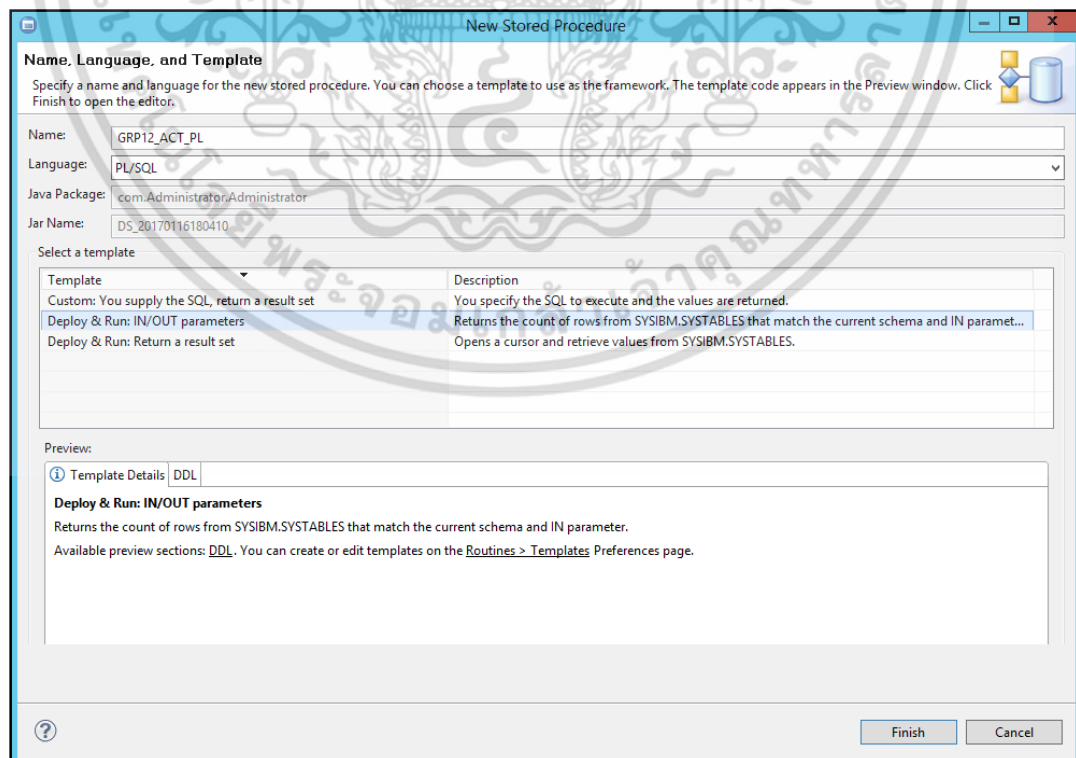 New Stored Procedure
Name, Language, and Template
Specify a name and language for the new stored procedure. You can choose a template to use as the framework. The template code appears in the Preview window. Click
Finish to open the editor.
Name: GRP12_ACT_PL
Language: PL/SQL
Java Package: com.Administrator.Administrator
Jar Name: DS_20170116180410
Select a template
Template Description
Custom: You supply the SQL, return a result set You specify the SQL to execute and the values are returned.
Deploy & Run: IN/OUT parameters Returns the count of rows from SYSIBM.SYSTABLES that match the current schema and IN paramet...
Deploy & Run: Return a result set Opens a cursor and retrieve values from SYSIBM.SYSTABLES.
Preview:
Template Details DDL
Deploy & Run: IN/OUT parameters
Returns the count of rows from SYSIBM.SYSTABLES that match the current schema and IN parameter.
Available preview sections: DDL. You can create or edit templates on the Routines > Templates Preferences page.
Finish Cancel